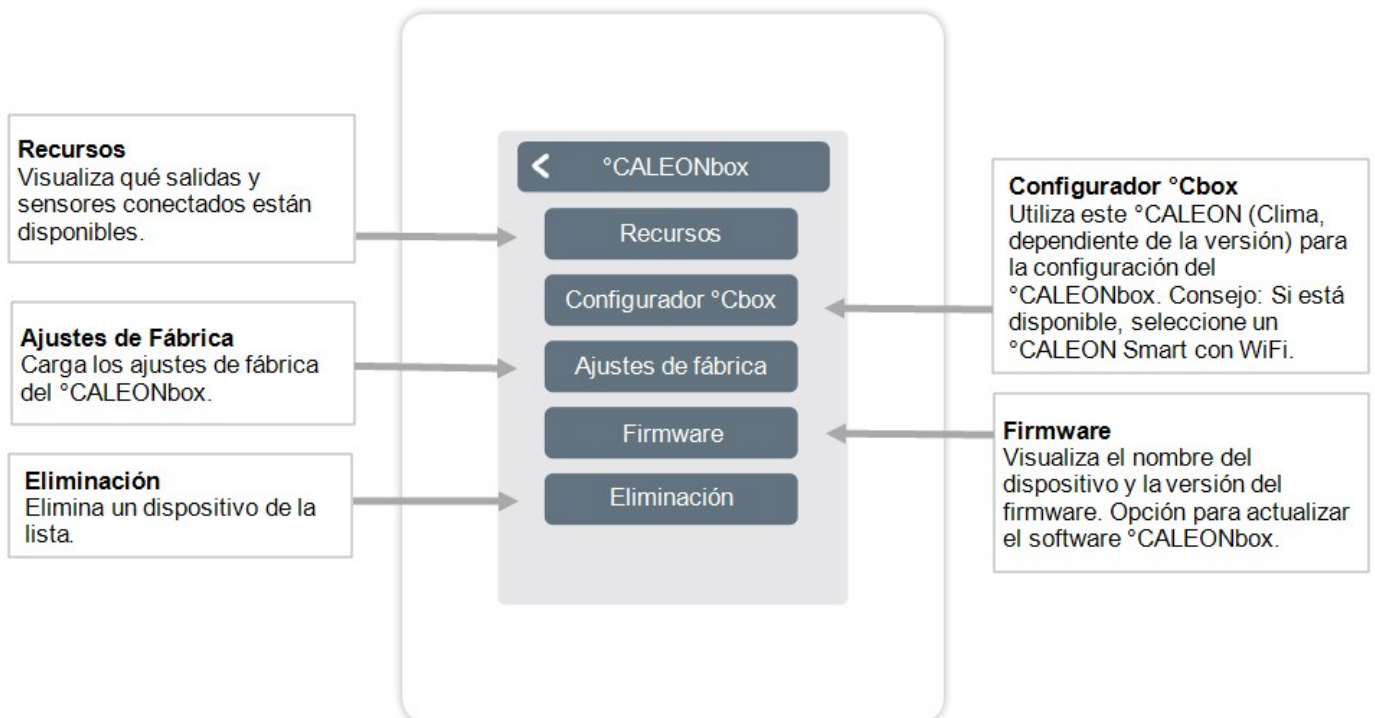 Recursos
Visualiza qué salidas y
sensores conectados están
disponibles.
Ajustes de Fábrica
Carga los ajustes de fábrica
del °CALEONbox.
Eliminación
Elimina un dispositivo de la
lista.
°CALEONbox
Recursos
Configurador °Cbox
Ajustes de fábrica
Firmware
Eliminación
Configurador °Cbox
Utiliza este °CALEON (Clima,
dependiente de la versión) para
la configuración del
°CALEONbox. Consejo: Si está
disponible, seleccione un
°CALEON Smart con WiFi.
Firmware
Visualiza el nombre del
dispositivo y la versión del
firmware. Opción para actualizar
el software °CALEONbox.